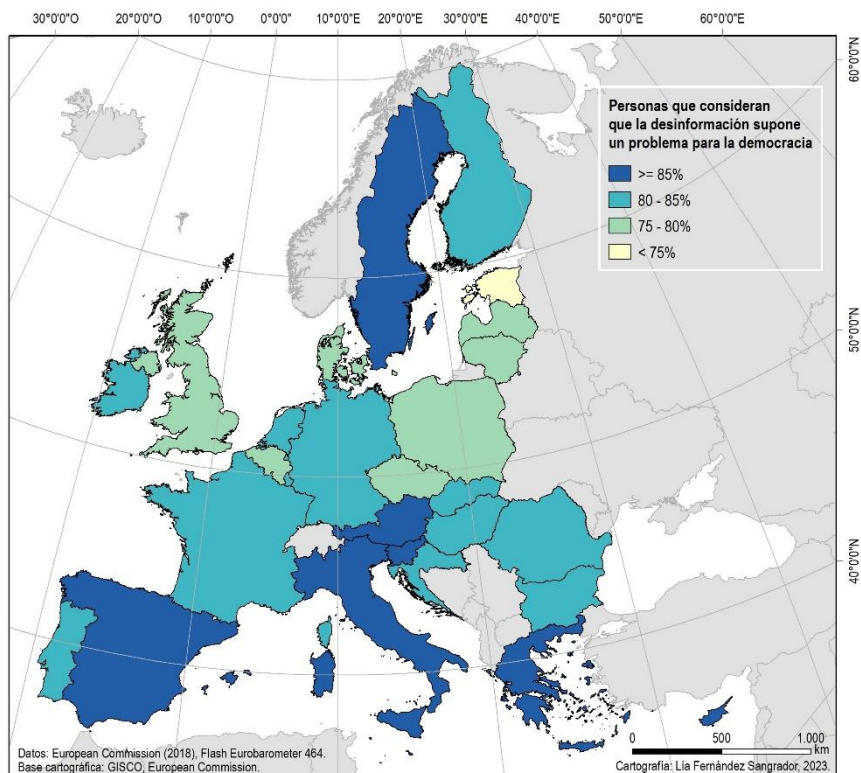 30°0'0"O
20°0'0"O
10°0'0"O
0°0'0"E
10°0'0"E
20°0'0"E
30°0'0"E
40°0'0"E
50°0'0"E
60°0'0"E
60°0'0"N
50°0'0"N
40°0'0"N
Personas que consideran
que la desinformación supone
un problema para la democracia
>= 85%
80 - 85%
75 - 80%
< 75%
0 500 1.000
km
Datos: European Commission (2018), Flash Eurobarometer 464.
Base cartográfica: GISCO, European Commission.
Cartografía: Lía Fernández Sangrador, 2023.